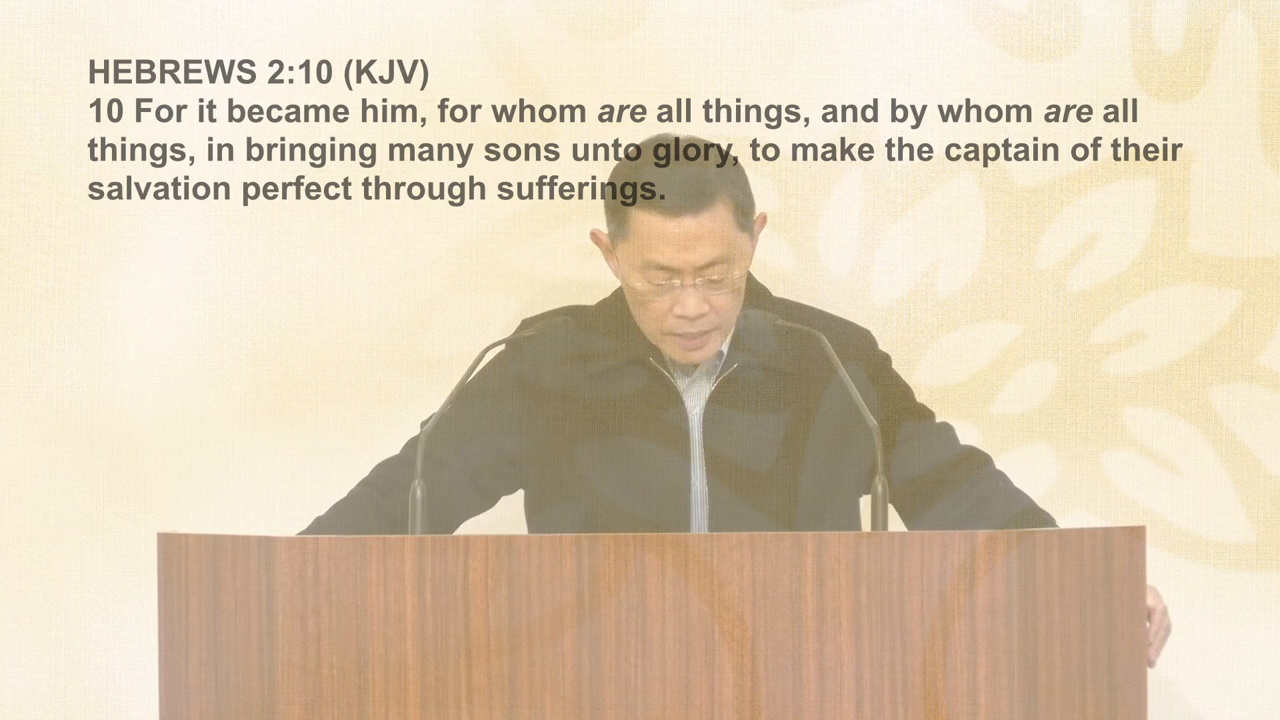 HEBREWS 2:10 (KJV)
10 For it became him, for whom are all things, and by whom are all
things, in bringing many sons unto glory, to make the captain of their
salvation perfect through sufferings.